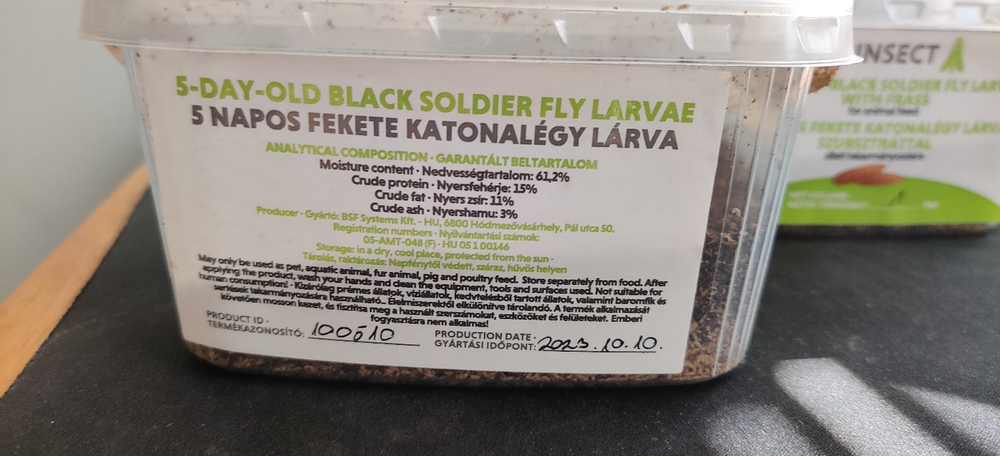 5-DAY-OLD BLACK SOLDIER FLY LARVAE
5 NAPOS FEKETE KATONALÉGY LÁRVA
ANALYTICAL COMPOSITION · GARANTÁLT BELTARTALOM
Moisture content · Nedvességtartalom: 61,2%
Crude protein · Nyersfehérje: 15%
Crude fat · Nyers zsír: 11%
Crude ash · Nyershamu: 3%
Producer · Gyártó: BSF Systems Kft. - HU, 6800 Hódmezővásárhely, Pál utca 50.
Registration numbers · Nyilvántartási számok:
05-AMT-048 (F) · HU 05 1 00146
Storage: in a dry, cool place, protected from the sun ·
Tárolás, raktározás: Napfénytől védett, száraz, hűvös helyen
May only be used as pet, aquatic animal, fur animal, pig and poultry feed. Store separately from food. After
applying the product, wash your hands and clean the equipment, tools and surfaces used. Not suitable for
human consumption! · Kizárólag prémes állatok, víziállatok, kedvtelésből tartott állatok, valamint baromfik és
sertések takarmányozására használható.. Élelmiszerektől elkülönítve tárolandó. A termék alkalmazását
követően mosson kezet, és tisztítsa meg a használt szerszámokat, eszközöket és felületeket. Emberi
fogyasztásra nem alkalmas!
PRODUCT ID ·
TERMÉKAZONOSÍTÓ: 100610
PRODUCTION DATE ·
GYÁRTÁSI IDŐPONT: 2023.10.10.
INSECT
BLACK SOLDIER FLY LAR
WITH FRASS
for animal feed
FEKETE KATONALÉGY LÁRV
SZUBSZTRÁTTAL
állati takarmányozásra
NET VOLUME: